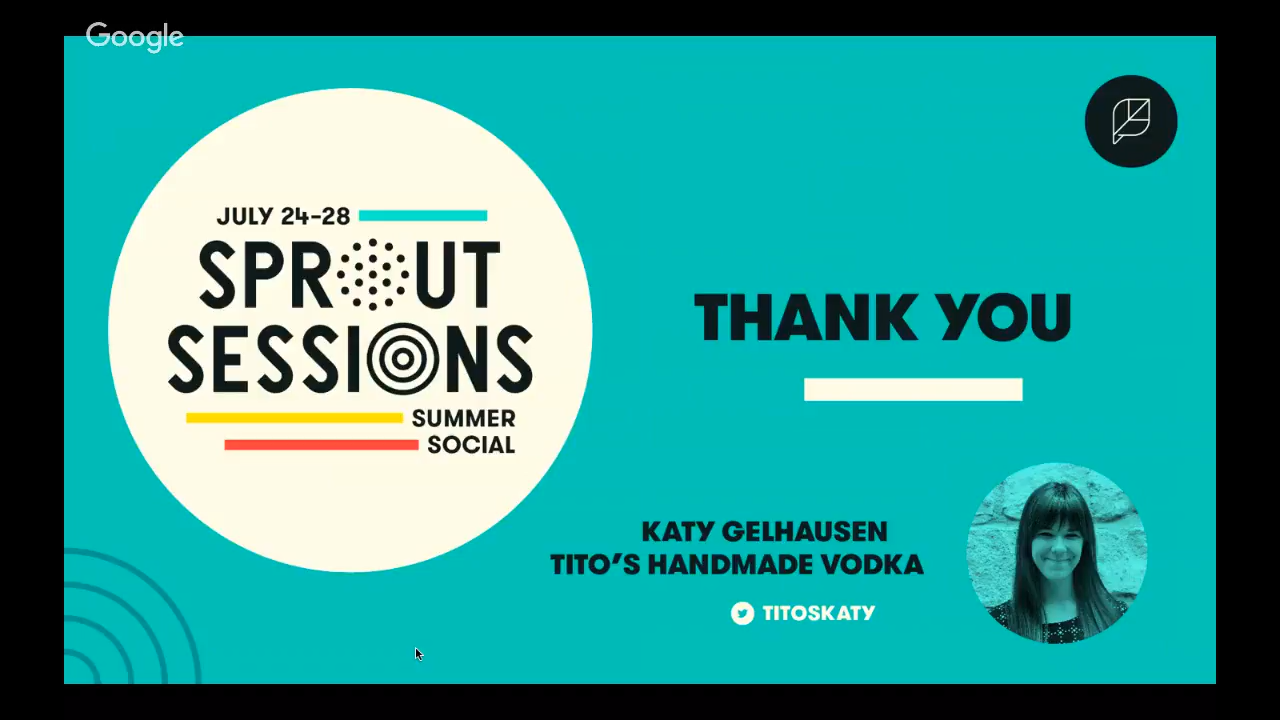 Google
JULY 24-28
SPROUT
SESSIONS
SUMMER
SOCIAL
THANK YOU
KATY GELHAUSEN
TITO'S HANDMADE VODKA
TITOSKATY